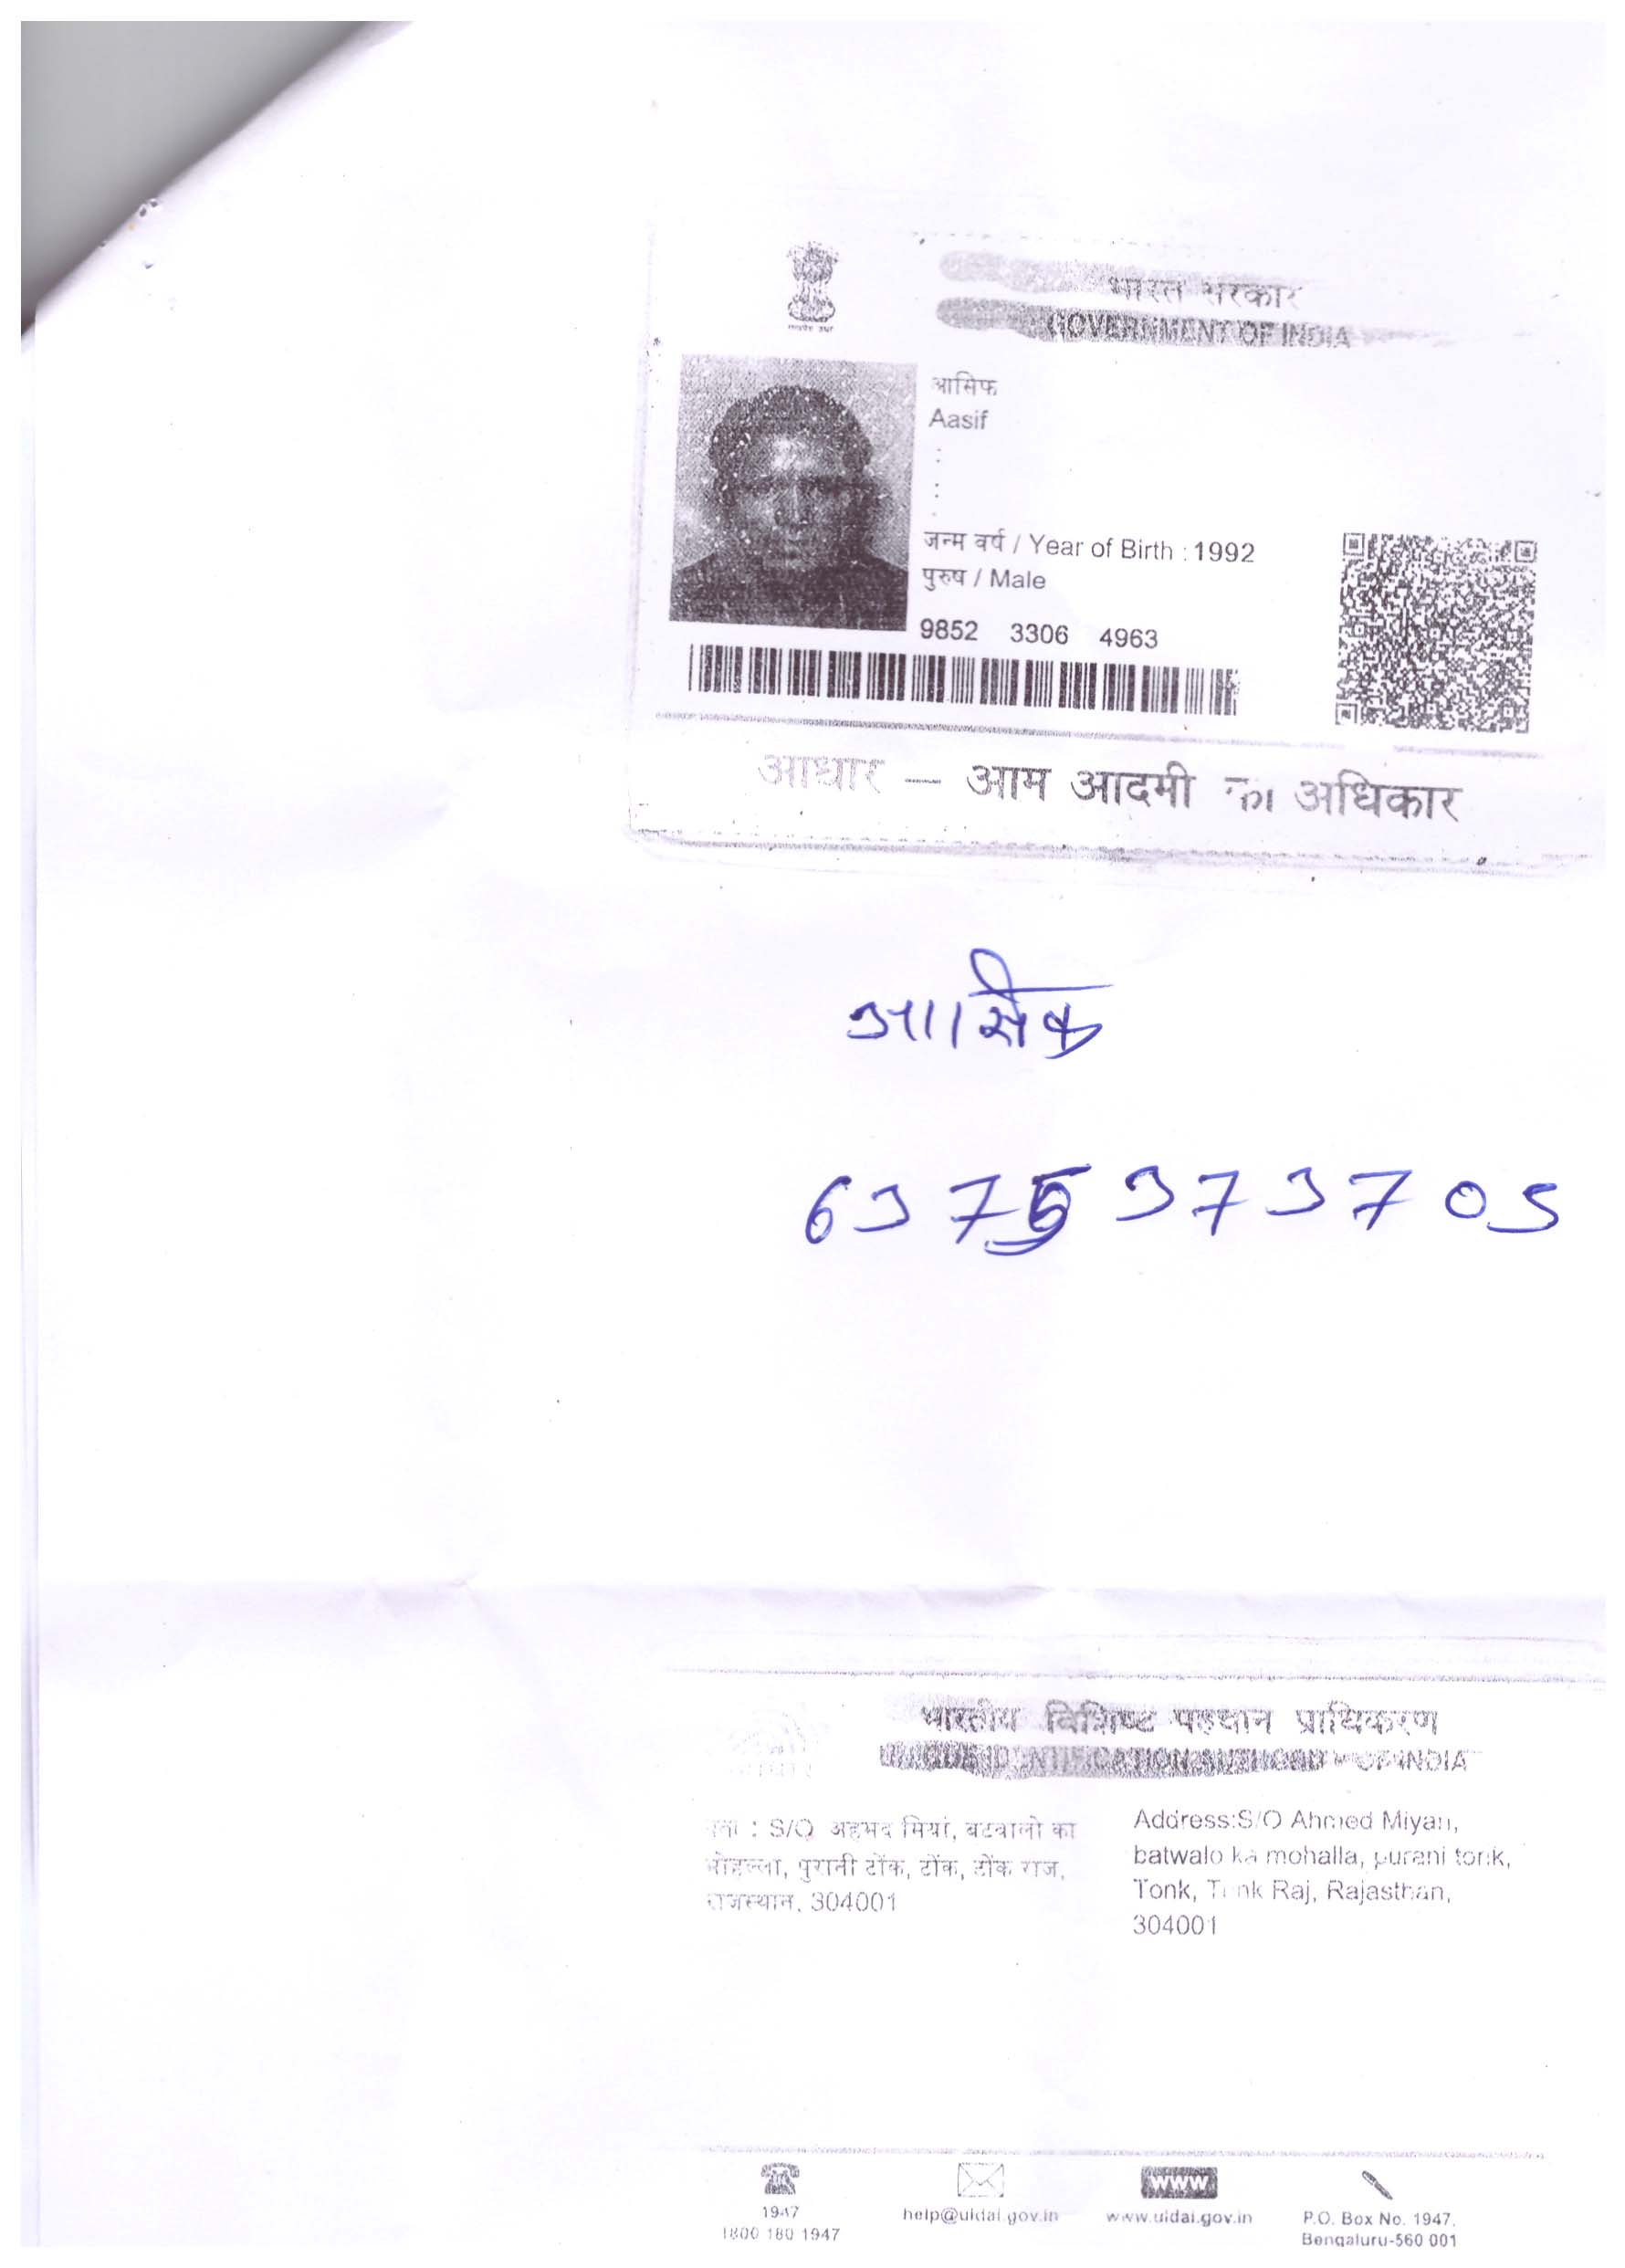 भारत सरकार
GOVERNMENT OF INDIA
आसिफ
Aasif
:
:
जन्म वर्ष / Year of Birth : 1992
पुरुष / Male
9852 3306 4963
आधार — आम आदमी का अधिकार
आसिफ
6375373705
भारतीय विशिष्ट पहचान प्राधिकरण
UNIQUE IDENTIFICATION AUTHORITY OF INDIA
पता : S/O अहमद मियां, बटवालो का
मोहल्ला, पुरानी टोंक, टोंक, टोंक राज,
राजस्थान, 304001
Address:S/O Ahmed Miyan,
batwalo ka mohalla, purani tonk,
Tonk, Tonk Raj, Rajasthan,
304001
1947
1800 180 1947
help@uidai.gov.in
www
www.uidai.gov.in
P.O. Box No. 1947,
Bengaluru-560 001